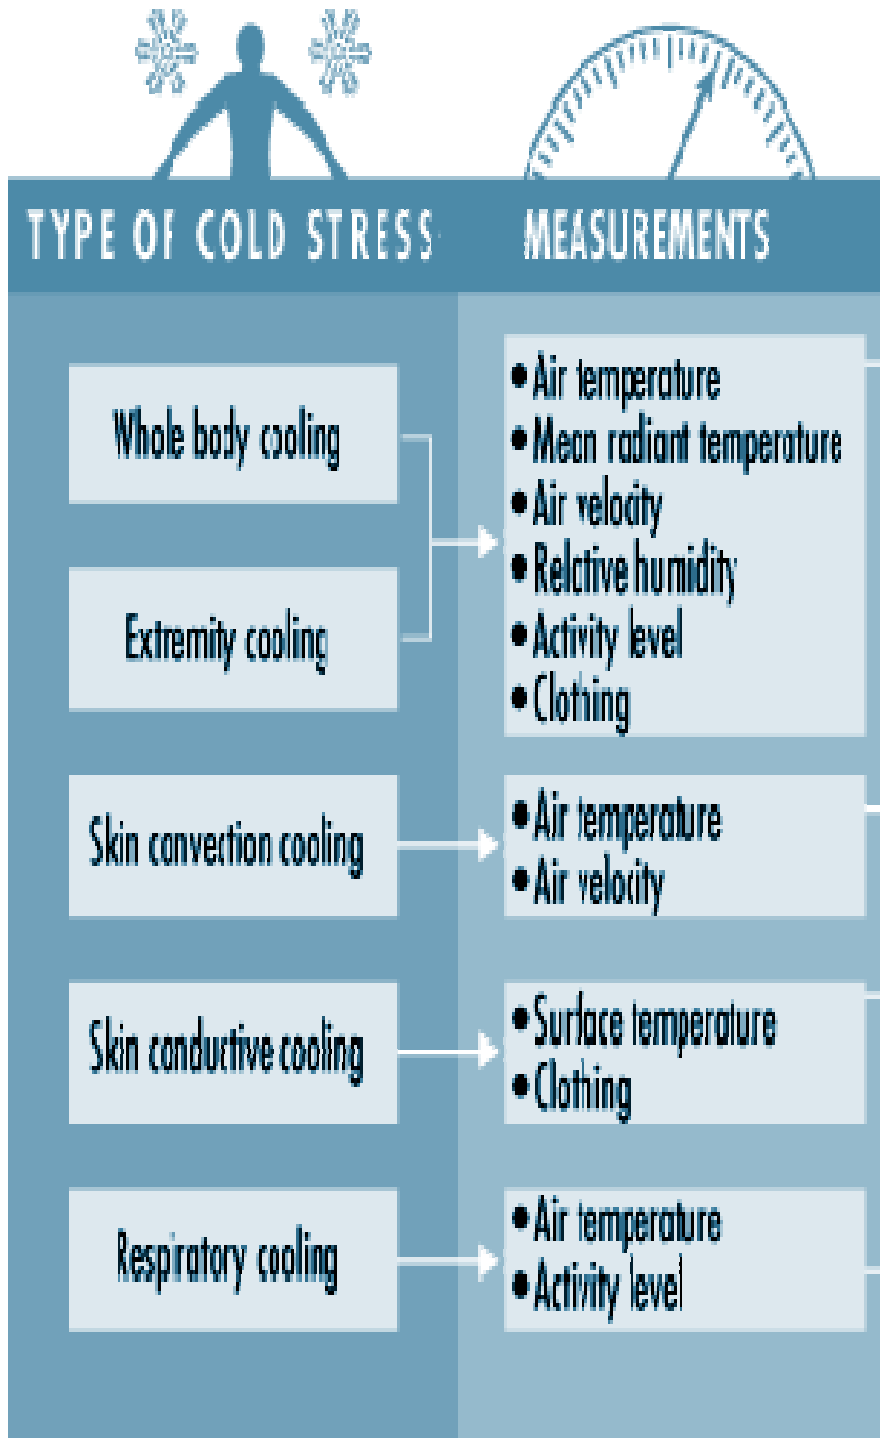 TYPE OF COLD STRESS
MEASUREMENTS
Whole body cooling
Extremity cooling
• Air temperature
• Mean radiant temperature
• Air velocity
• Relative humidity
• Activity level
• Clothing
Skin convection cooling
• Air temperature
• Air velocity
Skin conductive cooling
• Surface temperature
• Clothing
Respiratory cooling
• Air temperature
• Activity level